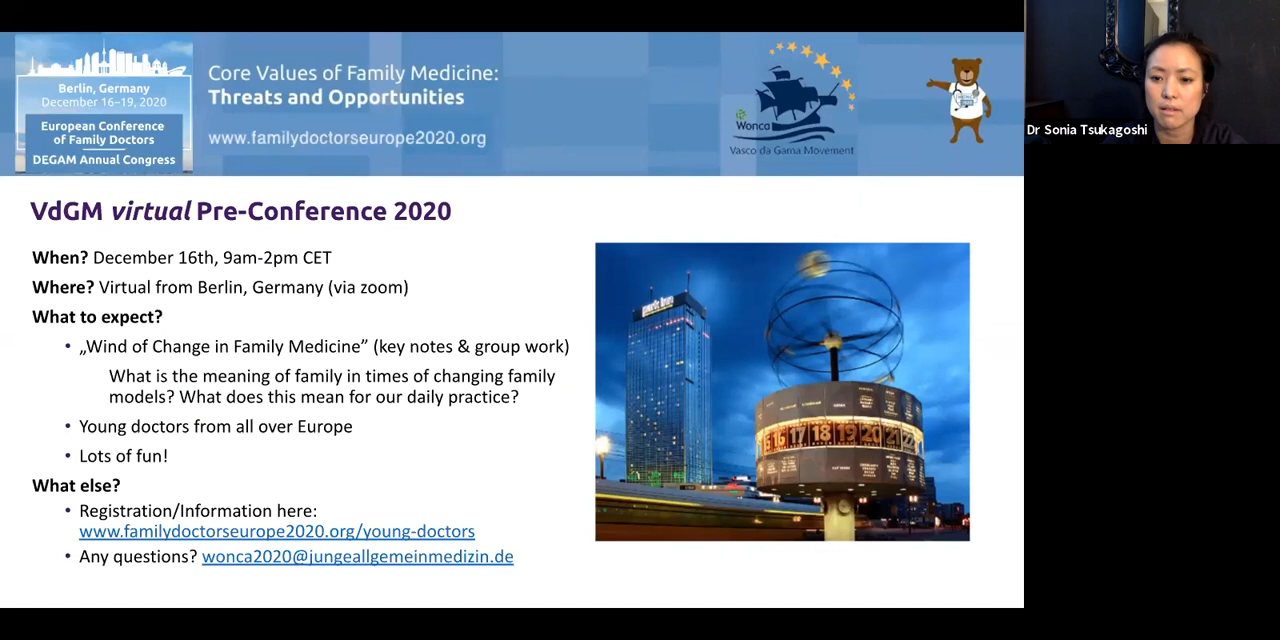 Berlin, Germany
December 16–19, 2020
European Conference
of Family Doctors
DEGAM Annual Congress
Core Values of Family Medicine:
Threats and Opportunities
www.familydoctorseurope2020.org
Wonca
Vasco da Gama Movement
Dr Sonia Tsukagoshi
VdGM virtual Pre-Conference 2020
When? December 16th, 9am-2pm CET
Where? Virtual from Berlin, Germany (via zoom)
What to expect?
• „Wind of Change in Family Medicine” (key notes & group work)
What is the meaning of family in times of changing family
models? What does this mean for our daily practice?
• Young doctors from all over Europe
• Lots of fun!
What else?
• Registration/Information here:
www.familydoctorseurope2020.org/young-doctors
• Any questions? wonca2020@jungeallgemeinmedizin.de
16 17 18 19 20 21 22